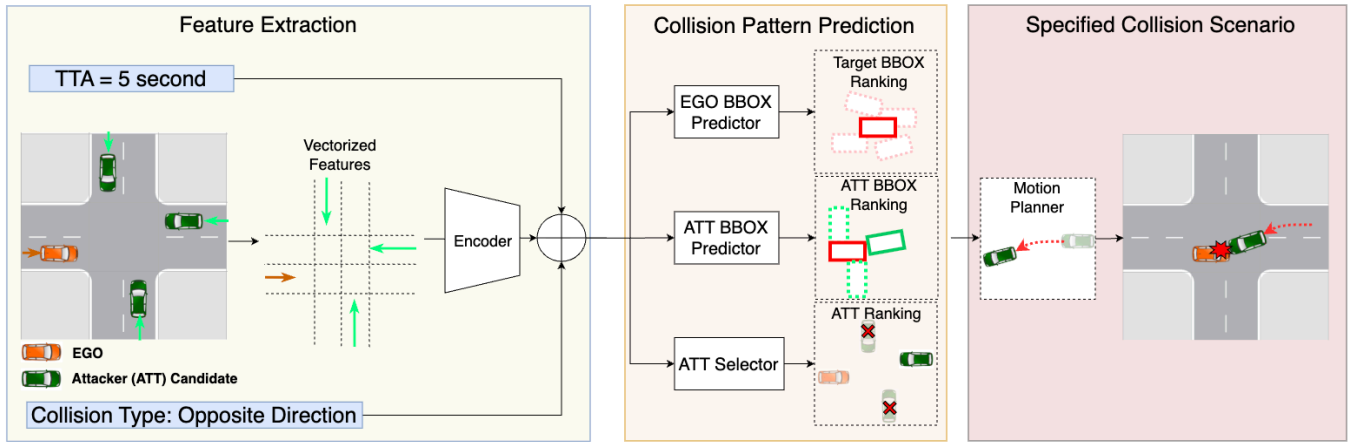 Feature Extraction
TTA = 5 second
Vectorized
Features
Encoder
EGO
Attacker (ATT) Candidate
Collision Type: Opposite Direction
Collision Pattern Prediction
EGO BBOX
Predictor
Target BBOX
Ranking
ATT BBOX
Predictor
ATT BBOX
Ranking
ATT Selector
ATT Ranking
Specified Collision Scenario
Motion
Planner